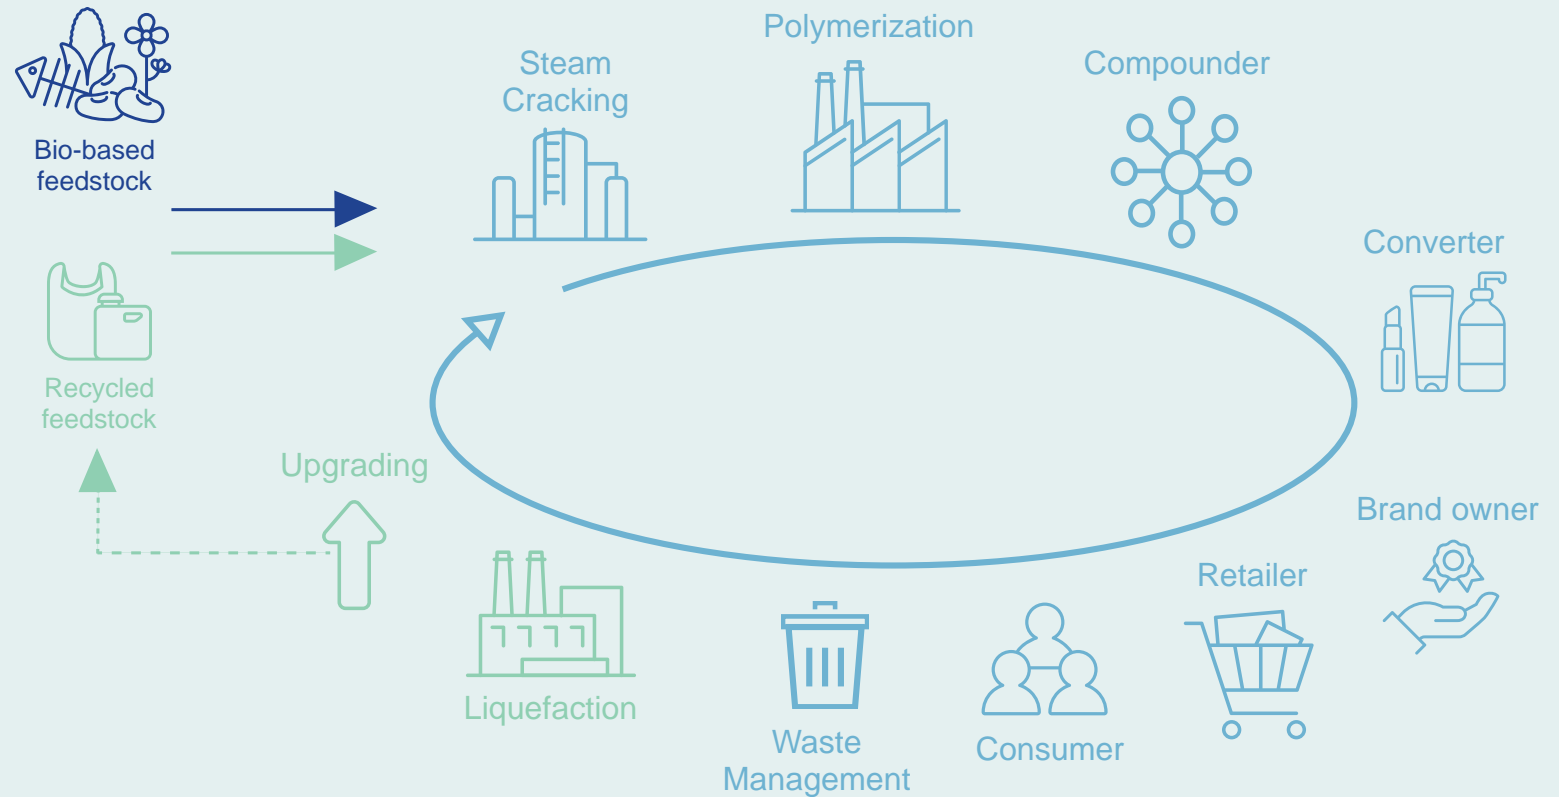 Polymerization
Steam
Cracking
Compounder
Bio-based
feedstock
Converter
Recycled
feedstock
Upgrading
Brand owner
Retailer
Liquefaction
Waste
Management
Consumer